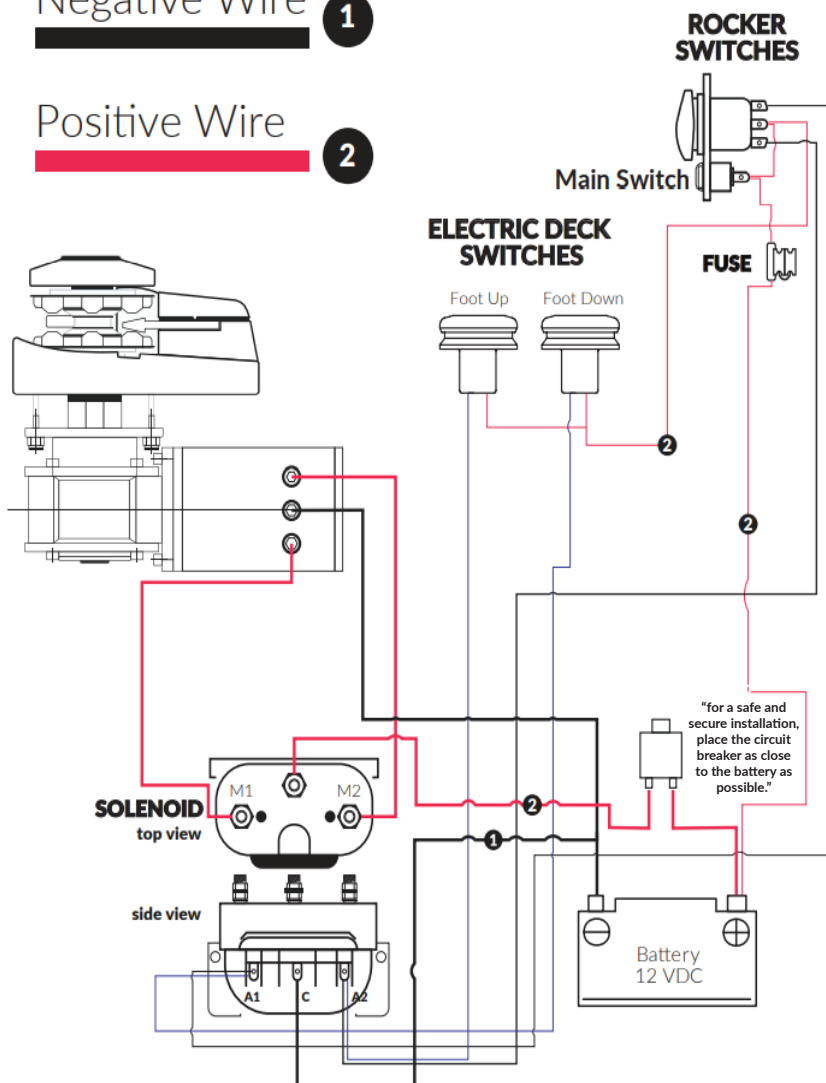 Negative Wire
1
Positive Wire
2
ROCKER
SWITCHES
Main Switch
ELECTRIC DECK
SWITCHES
FUSE
Foot Up
Foot Down
2
2
"for a safe and
secure installation,
place the circuit
breaker as close
to the battery as
possible."
M1
M2
SOLENOID
top view
2
1
side view
Battery
12 VDC
A1
C
A2